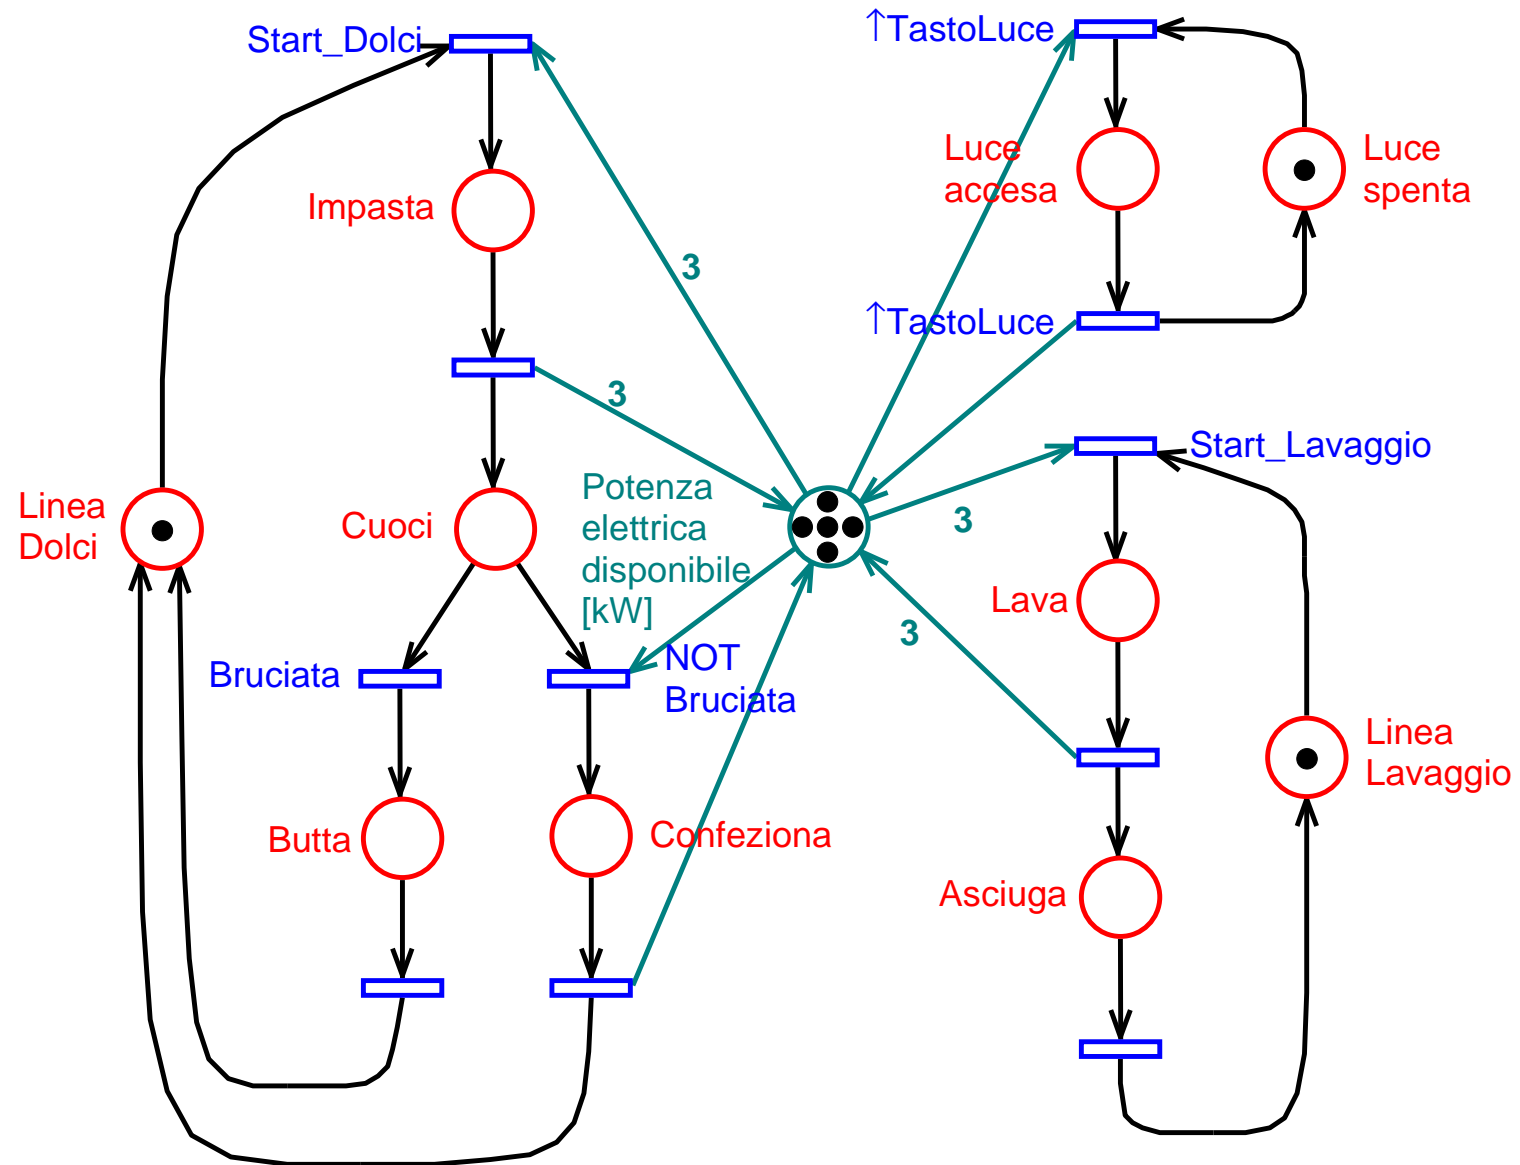 Start_Dolci
↑TastoLuce
Luce
accesa
Luce
spenta
Impasta
3
↑TastoLuce
3
Start_Lavaggio
Linea
Dolci
Cuoci
Potenza
elettrica
disponibile
[kW]
3
Lava
3
Bruciata
NOT
Bruciata
Linea
Lavaggio
Butta
Confeziona
Asciuga